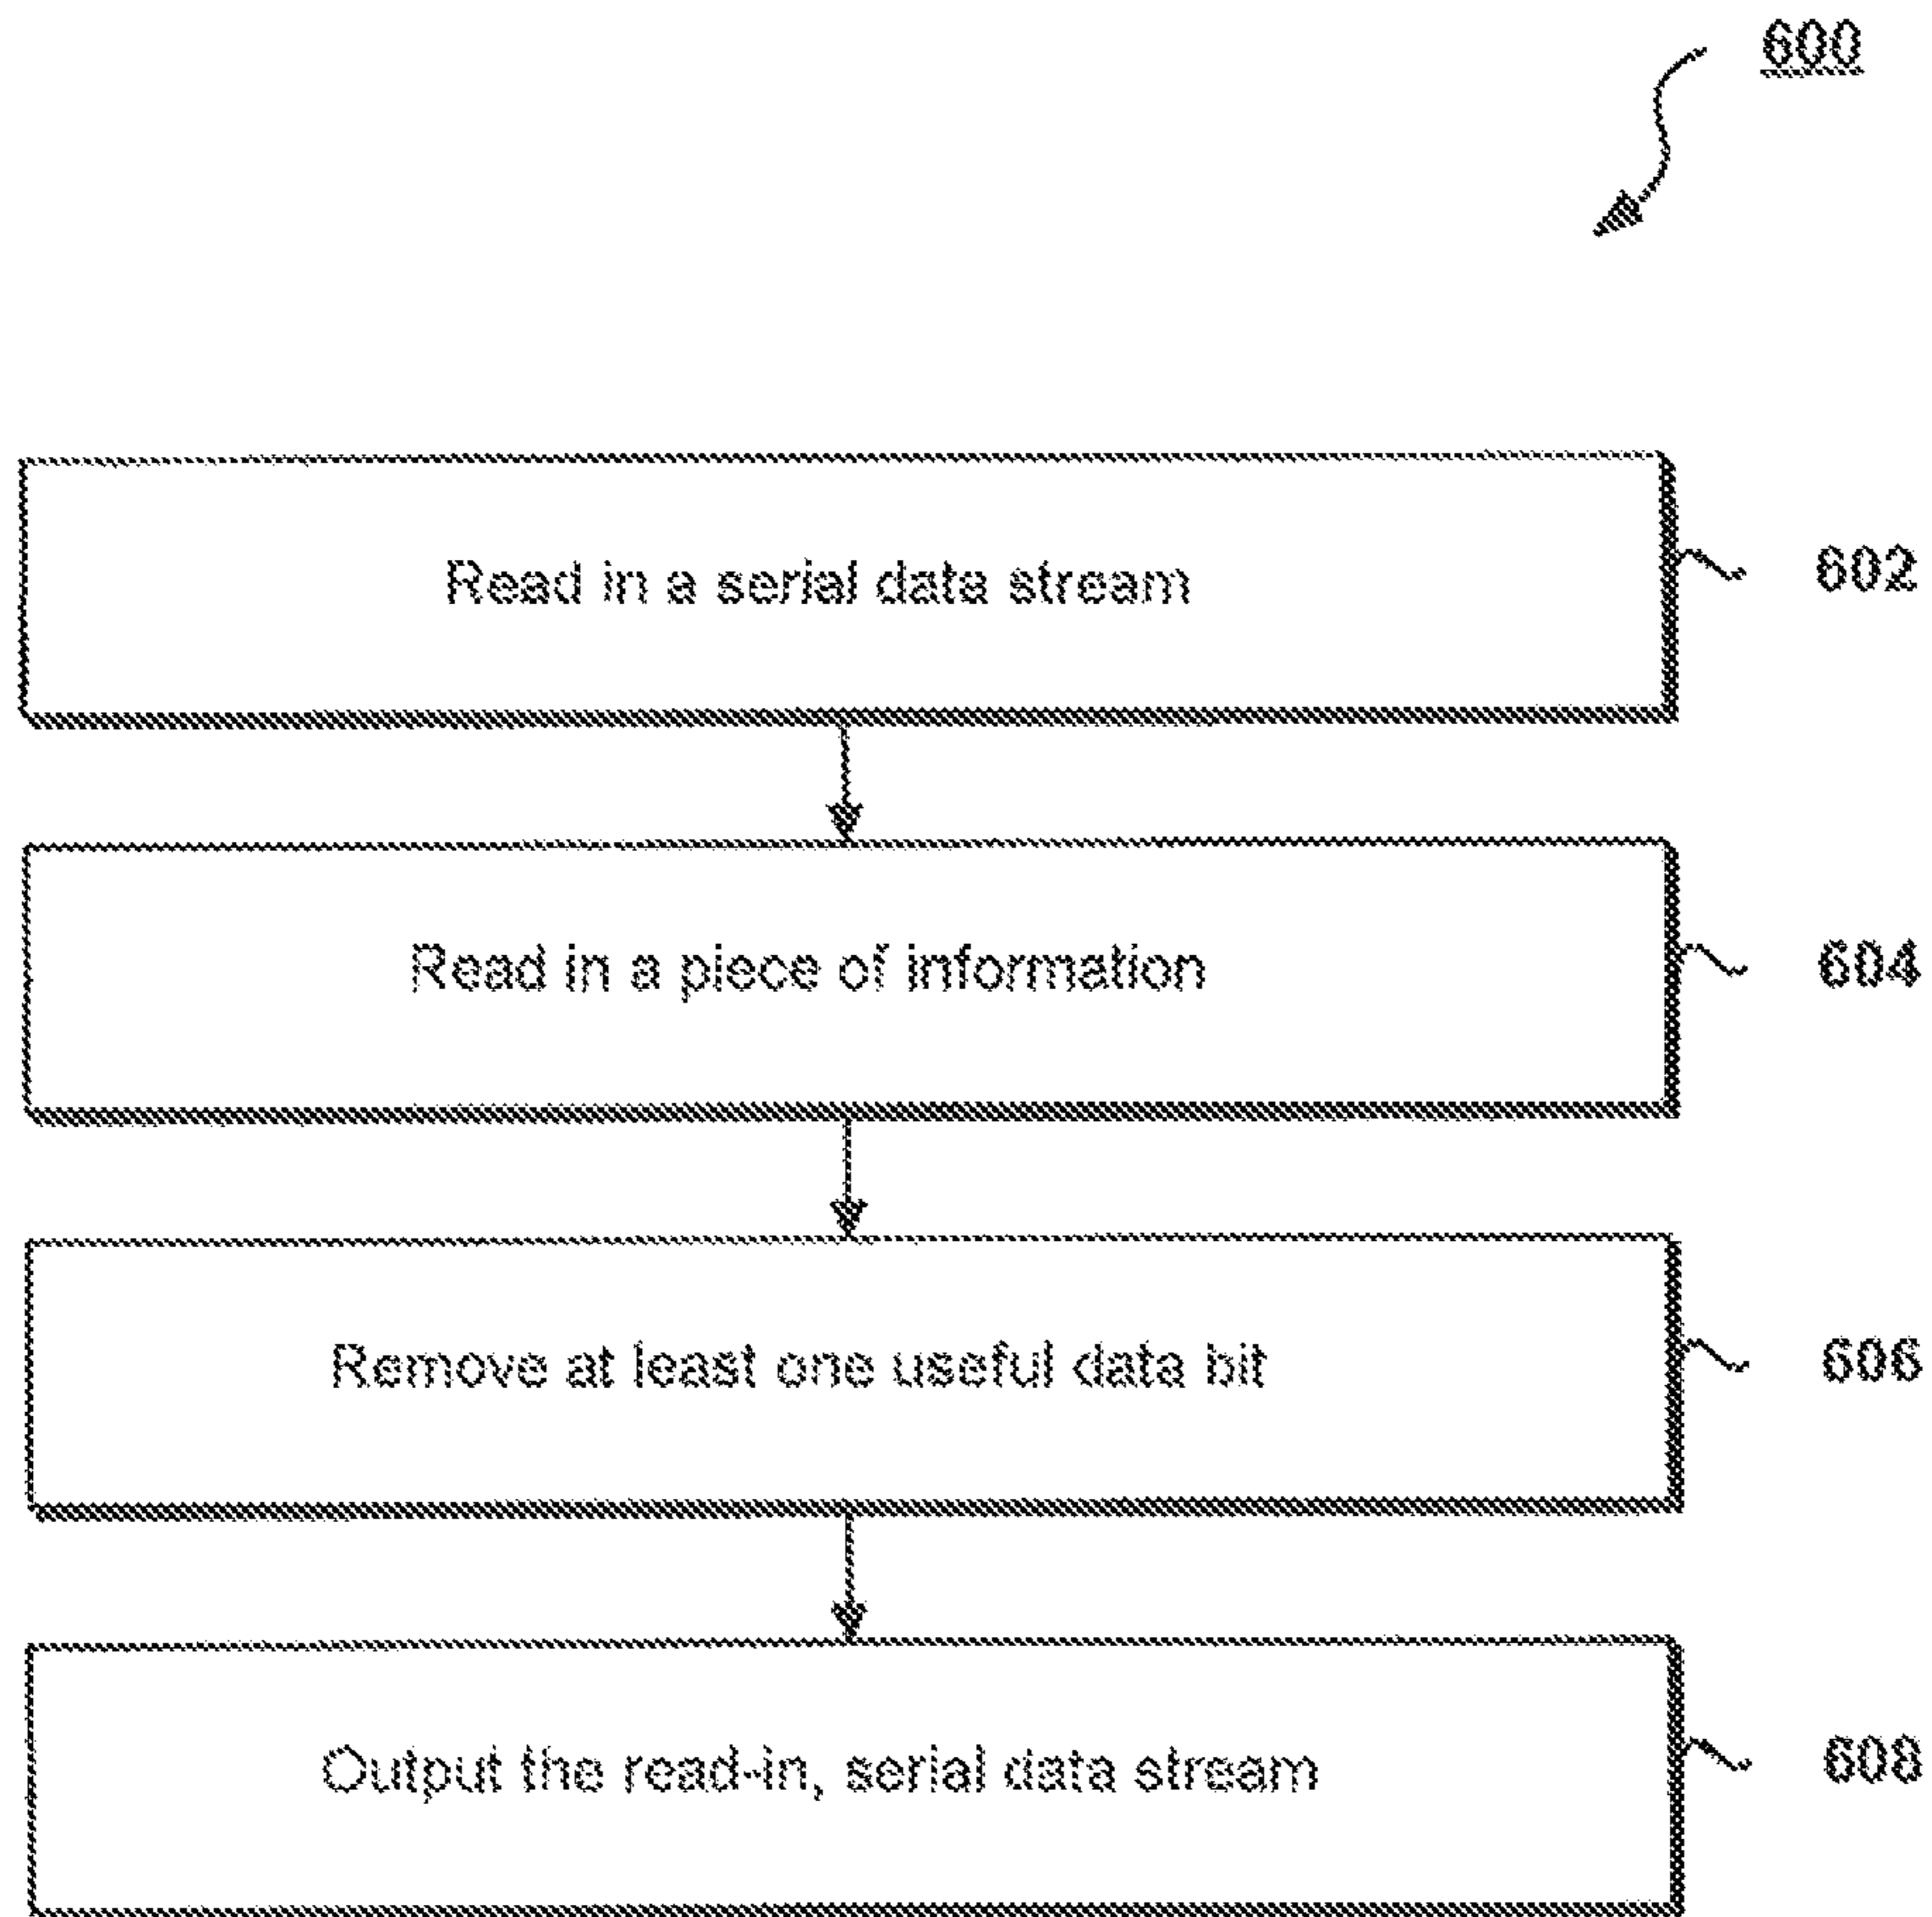 600
Read in a serial data stream
602
Read in a piece of information
604
Remove at least one useful data bit
606
Output the read-in, serial data stream
608